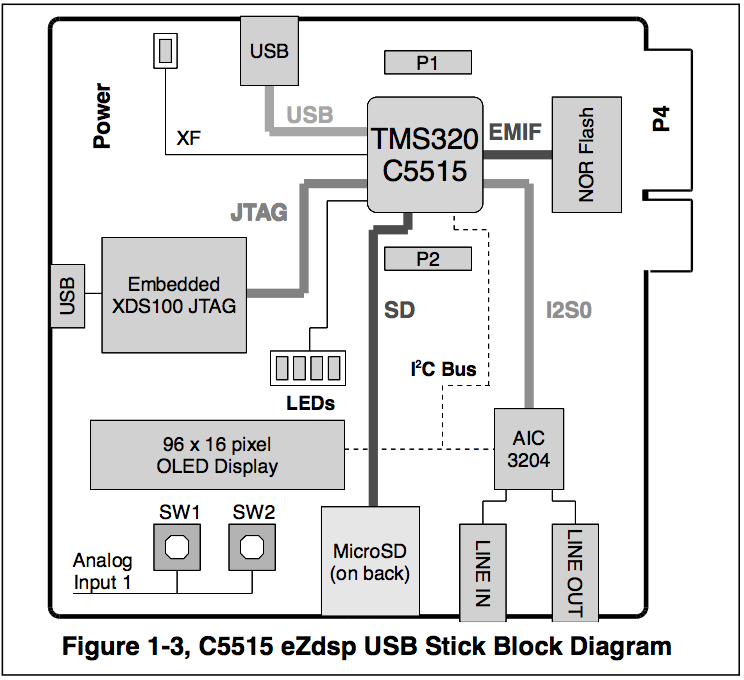 USB
P1
Power
USB
XF
TMS320
C5515
EMIF
NOR Flash
P4
JTAG
USB
Embedded
XDS100 JTAG
P2
SD
I2S0
I²C Bus
LEDs
96 x 16 pixel
OLED Display
AIC
3204
SW1
SW2
Analog
Input 1
MicroSD
(on back)
LINE IN
LINE OUT
Figure 1-3, C5515 eZdsp USB Stick Block Diagram